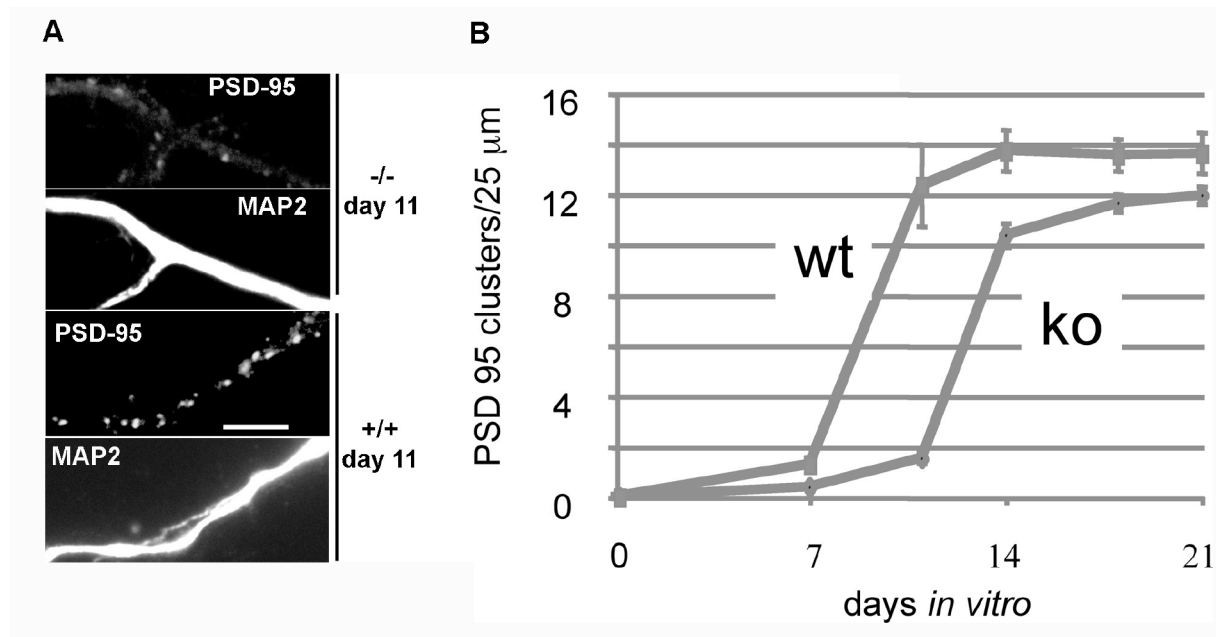 A
B
PSD-95
MAP2
-/-
day 11
PSD-95
MAP2
+/+
day 11
PSD 95 clusters/25 μm
16
12
8
4
0
wt
ko
0 7 14 21
days in vitro